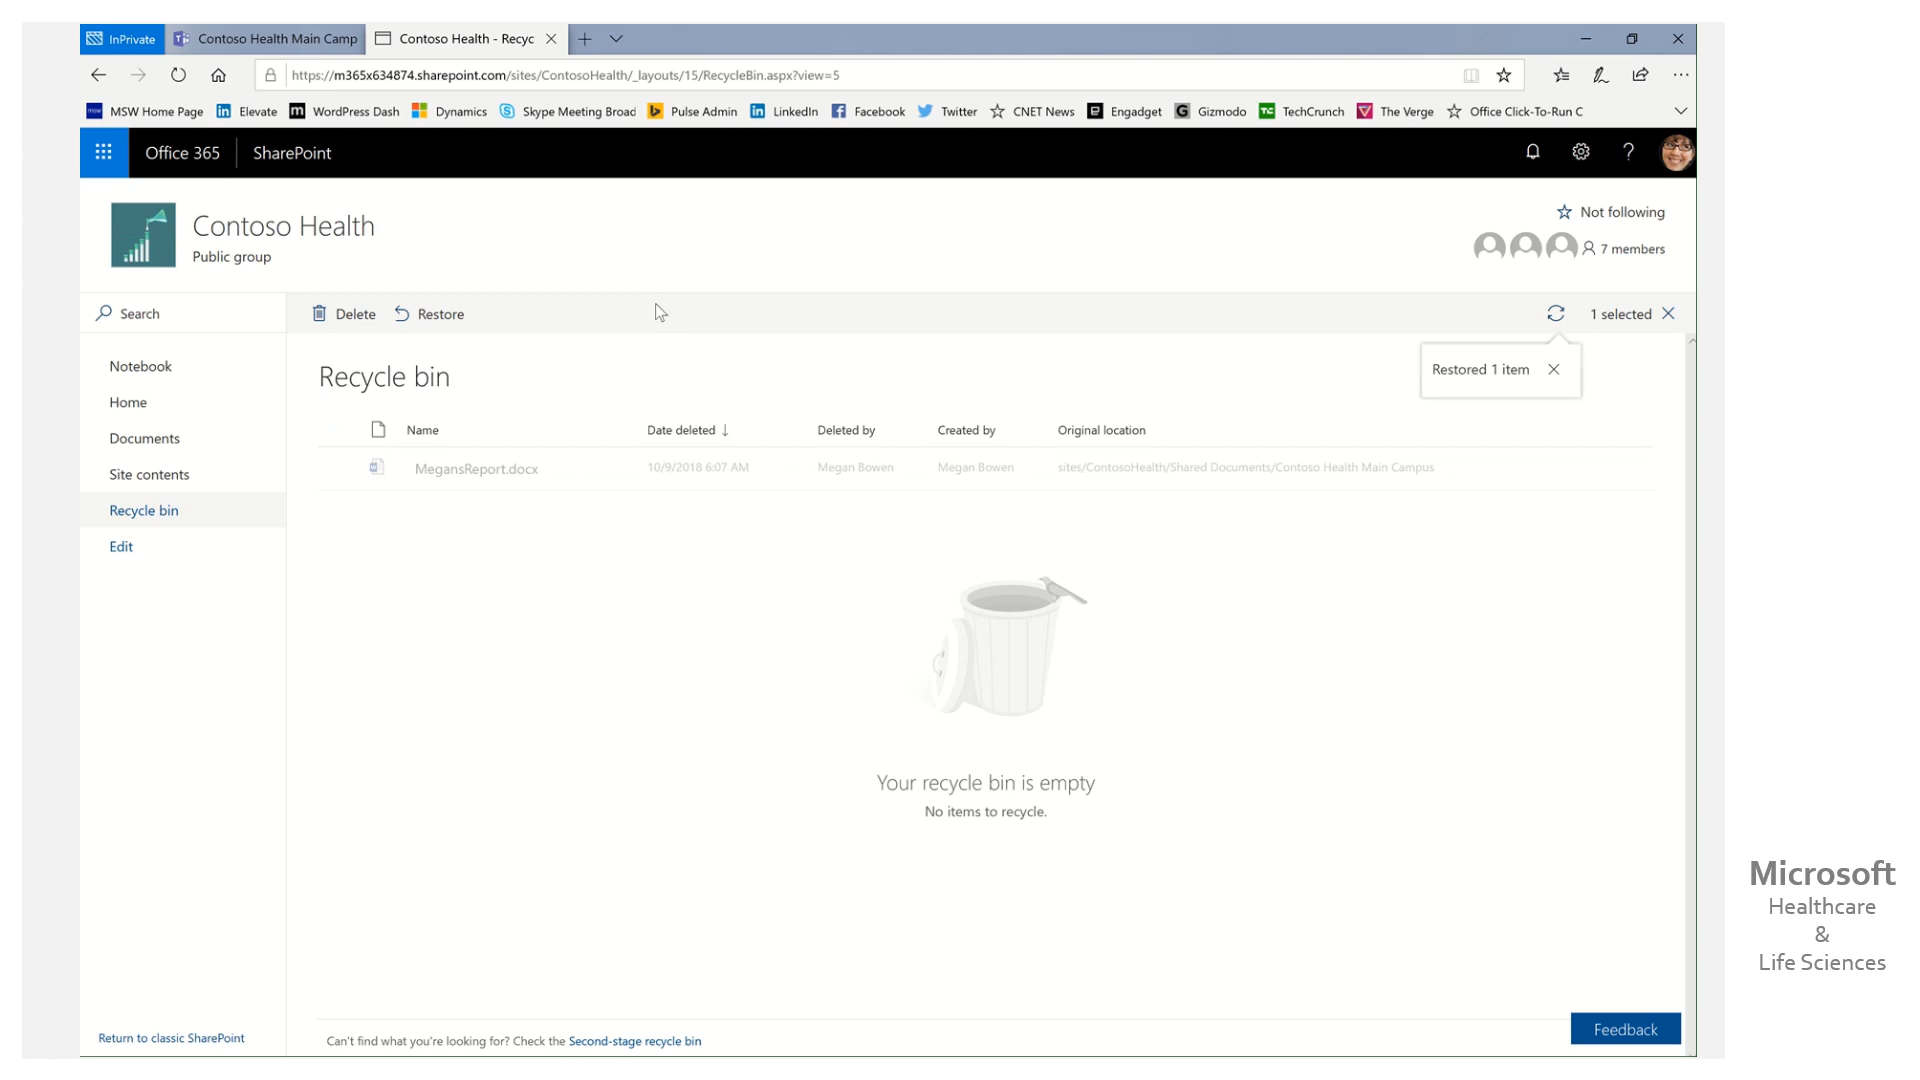 InPrivate Contoso Health Main Camp Contoso Health - Recyc
https://m365x634874.sharepoint.com/sites/ContosoHealth/_layouts/15/RecycleBin.aspx?view=5
MSW Home Page Elevate WordPress Dash Dynamics Skype Meeting Broad Pulse Admin LinkedIn Facebook Twitter CNET News Engadget Gizmodo TechCrunch The Verge Office Click-To-Run C
Office 365 SharePoint
Contoso Health
Public group
Not following
7 members
Search
Delete Restore
1 selected
Restored 1 item
Notebook
Home
Documents
Site contents
Recycle bin
Edit
Recycle bin
Name Date deleted ↓ Deleted by Created by Original location
MegansReport.docx 10/9/2018 6:07 AM Megan Bowen Megan Bowen sites/ContosoHealth/Shared Documents/Contoso Health Main Campus
Your recycle bin is empty
No items to recycle.
Return to classic SharePoint
Can't find what you're looking for? Check the Second-stage recycle bin
Feedback
Microsoft
Healthcare
&
Life Sciences